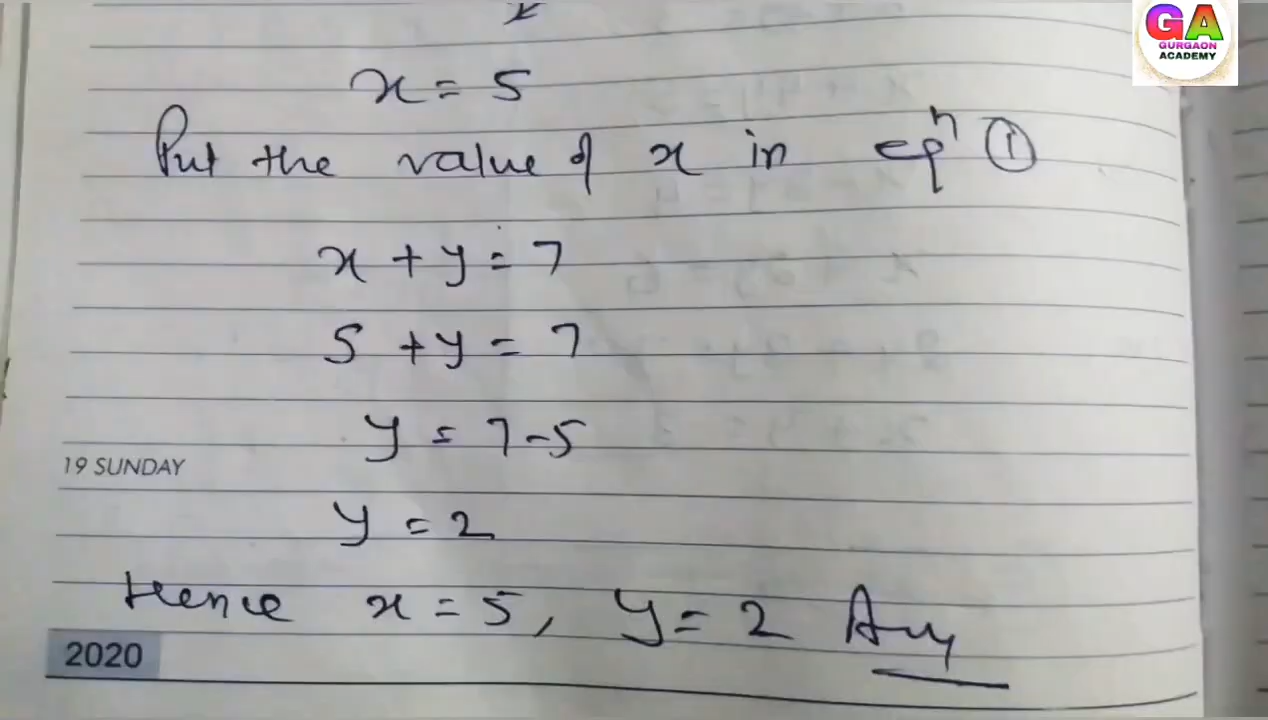 GA
GURGAON
ACADEMY
x = 5
Put the value of x in eqⁿ ①
x + y = 7
5 + y = 7
y = 7 - 5
19 SUNDAY
y = 2
Hence x = 5, y = 2 Ans
2020